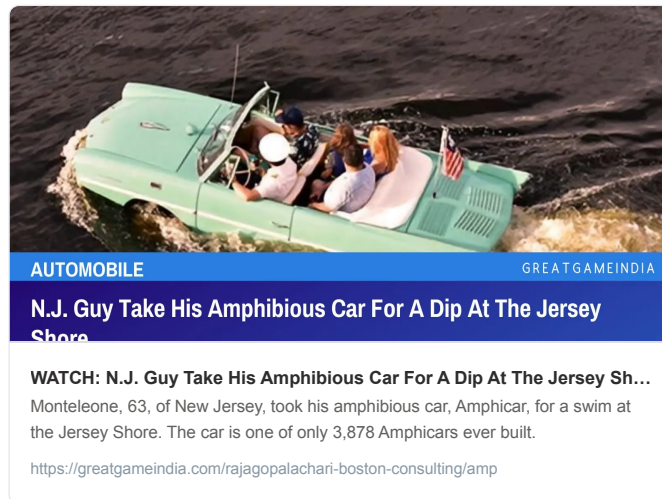 AUTOMOBILE
GREATGAMEINDIA
N.J. Guy Take His Amphibious Car For A Dip At The Jersey
Shore
WATCH: N.J. Guy Take His Amphibious Car For A Dip At The Jersey Sh…
Monteleone, 63, of New Jersey, took his amphibious car, Amphicar, for a swim at
the Jersey Shore. The car is one of only 3,878 Amphicars ever built.
https://greatgameindia.com/rajagopalachari-boston-consulting/amp